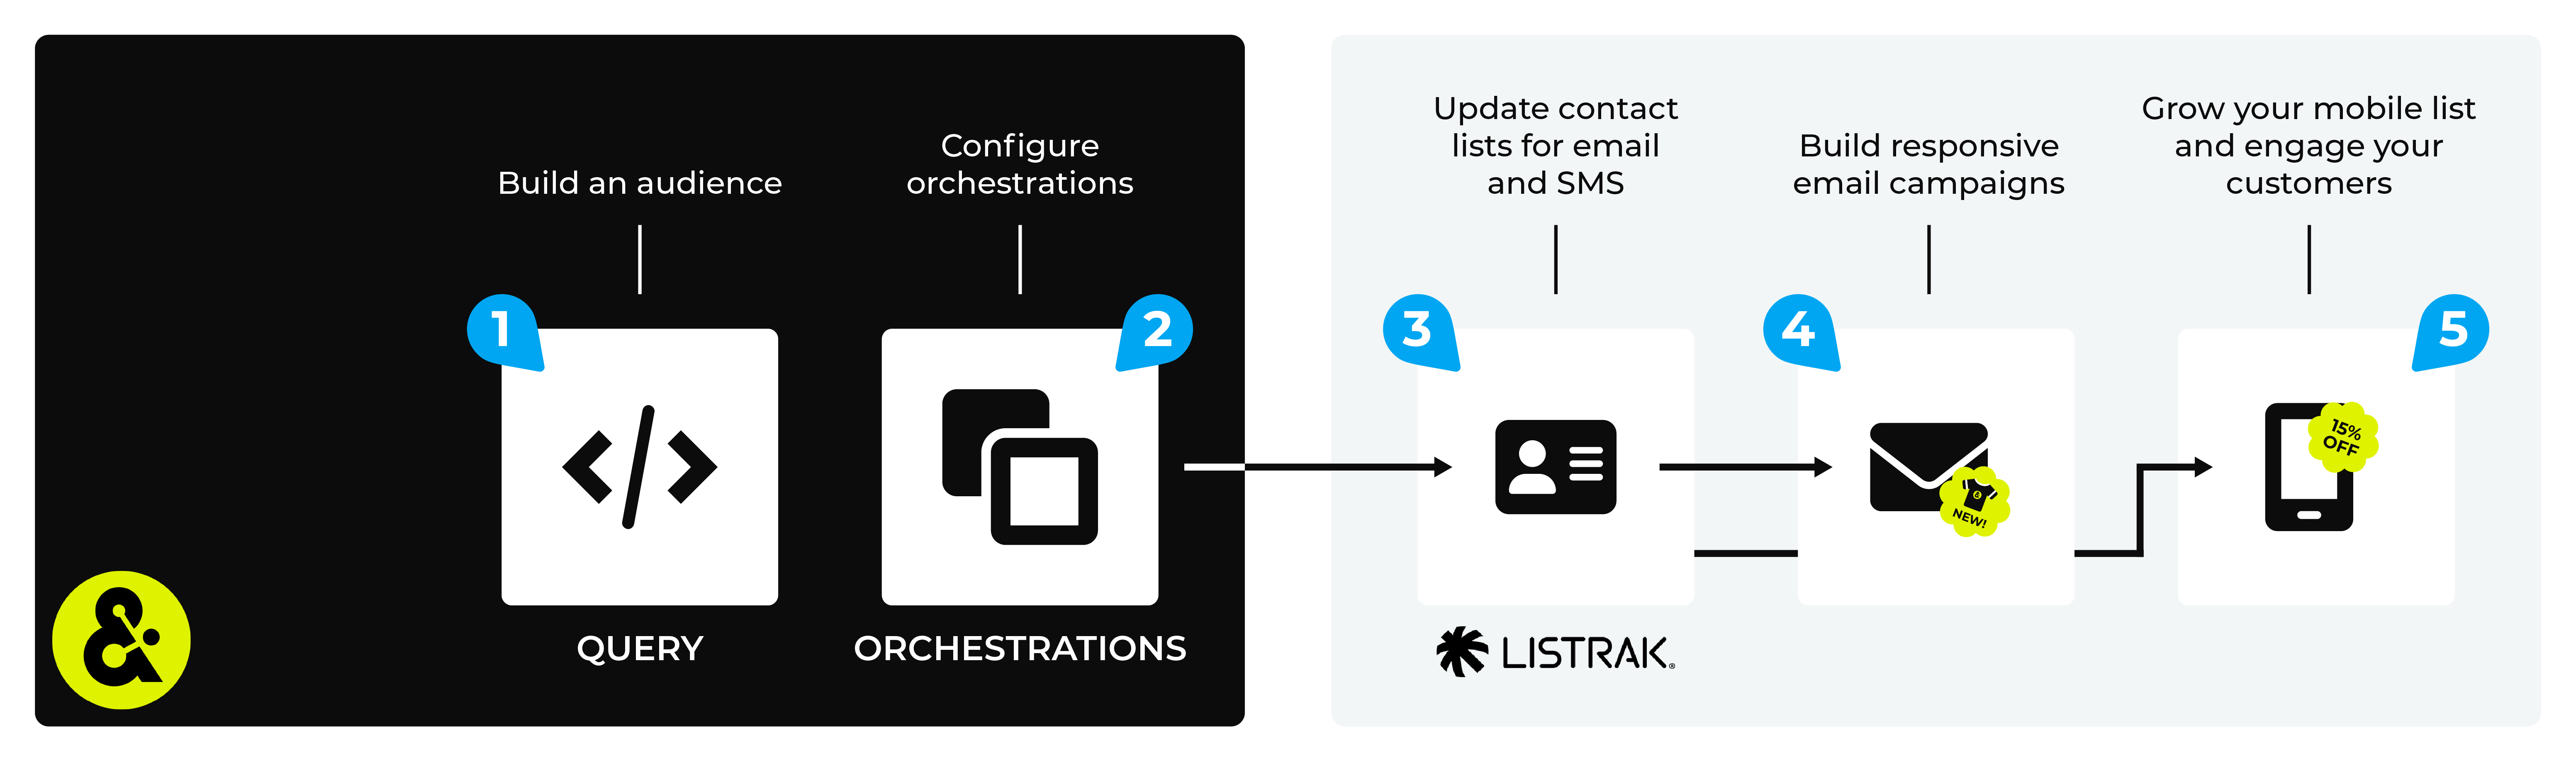 Build an audience
Configure
orchestrations
1
2
</>
QUERY
ORCHESTRATIONS
&
Update contact
lists for email
and SMS
Build responsive
email campaigns
Grow your mobile list
and engage your
customers
3
4
5
&
NEW!
15%
OFF
LISTRAK®